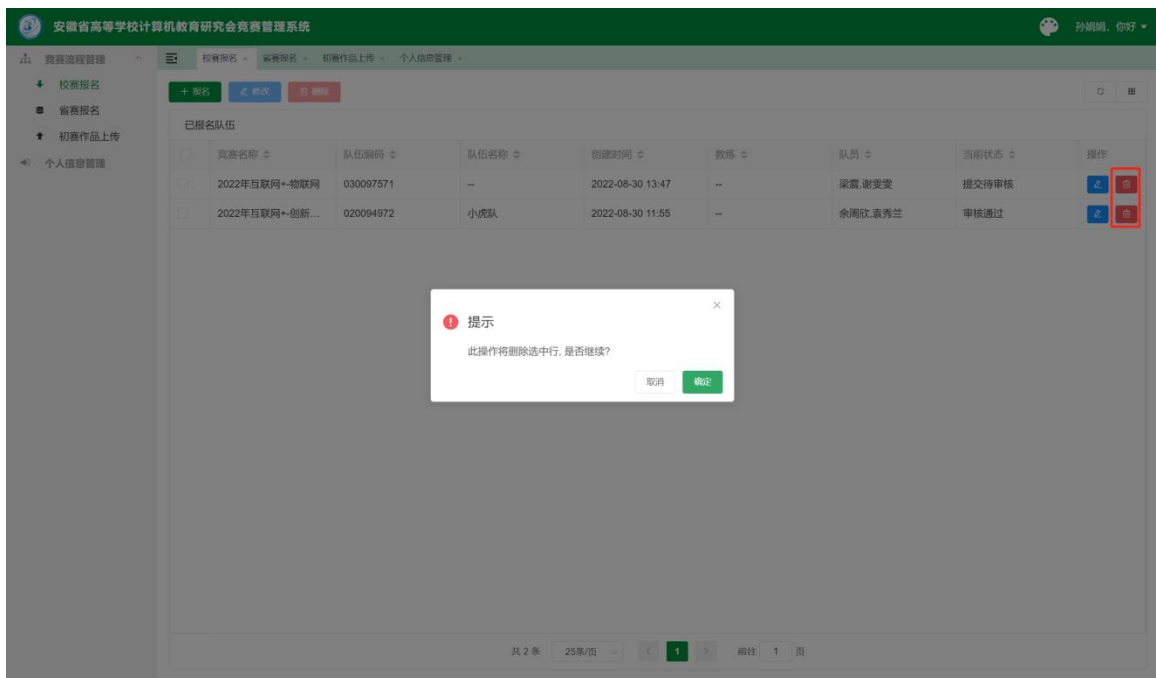 安徽省高等学校计算机教育研究会竞赛管理系统 孙娟娟，你好
竞赛流程管理
校赛报名 省赛报名 初赛作品上传 个人信息管理
校赛报名
省赛报名
初赛作品上传
个人信息管理
+ 报名 修改 删除
已报名队伍
竞赛名称 队伍编码 队伍名称 创建时间 教练 队员 当前状态 操作
2022年互联网+-物联网 030097571 -- 2022-08-30 13:47 -- 梁震,谢雯雯 提交待审核
2022年互联网+-创新... 020094972 小虎队 2022-08-30 11:55 -- 余周欣,袁秀兰 审核通过
提示
此操作将删除选中行, 是否继续?
取消 确定
共 2 条 25条/页 < 1 > 前往 1 页